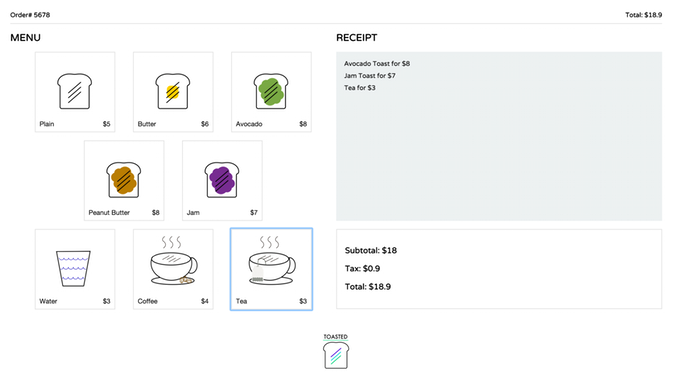 Order# 5678
Total: $18.9
MENU
RECEIPT
Plain $5
Butter $6
Avocado $8
Peanut Butter $8
Jam $7
Water $3
Coffee $4
Tea $3
Avocado Toast for $8
Jam Toast for $7
Tea for $3
Subtotal: $18
Tax: $0.9
Total: $18.9
TOASTED